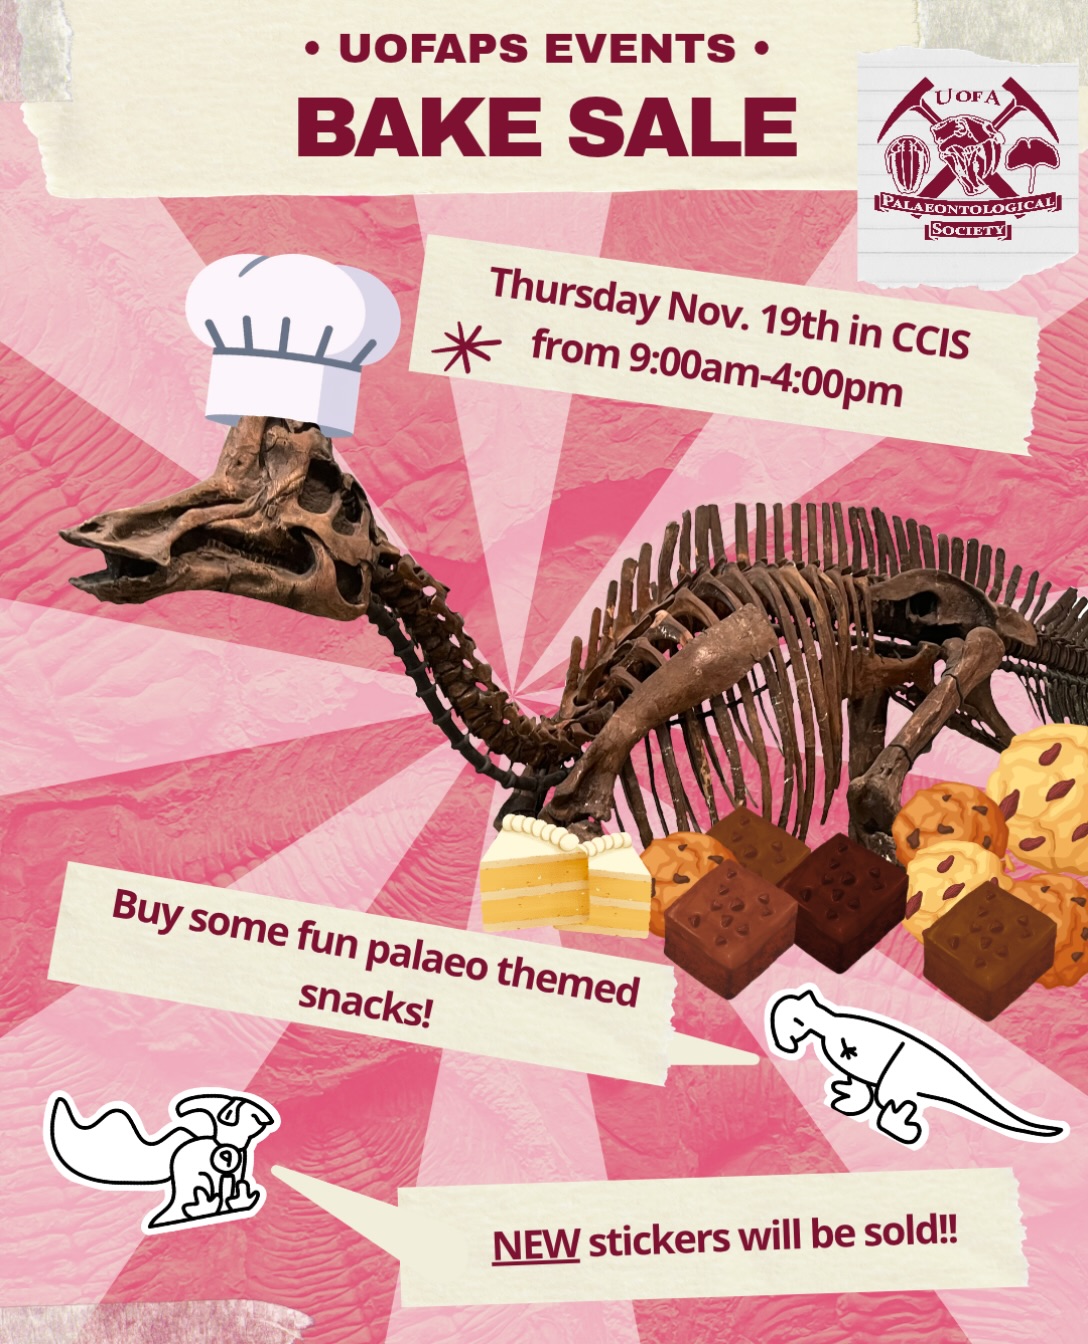 • UOFAPS EVENTS •
BAKE SALE
U OF A
PALAEONTOLOGICAL
SOCIETY
Thursday Nov. 19th in CCIS
from 9:00am-4:00pm
Buy some fun palaeo themed
snacks!
NEW stickers will be sold!!